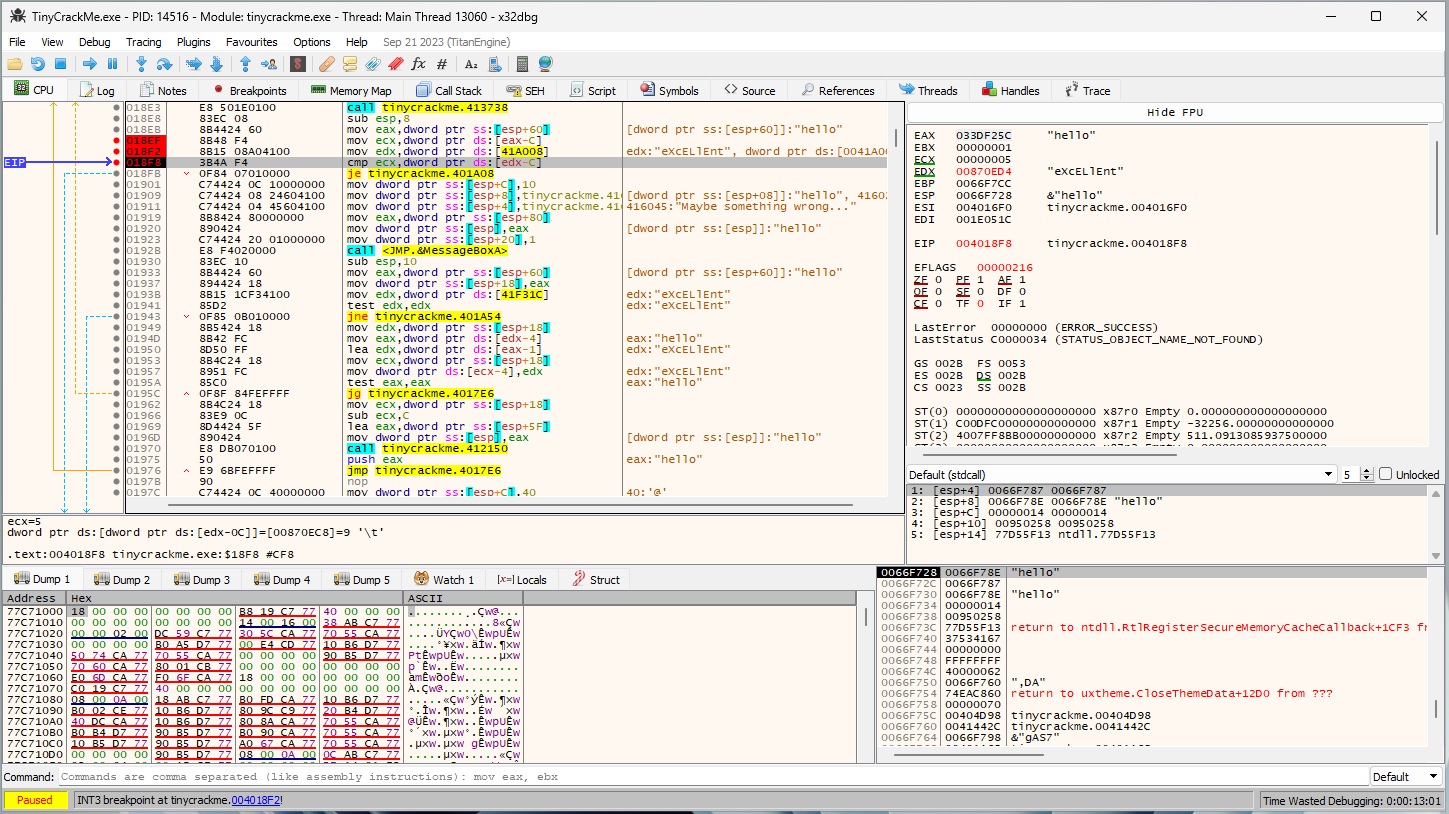 TinyCrackMe.exe - PID: 14516 - Module: tinycrackme.exe - Thread: Main Thread 13060 - x32dbg
File View Debug Tracing Plugins Favourites Options Help Sep 21 2023 (TitanEngine)
CPU Log Notes Breakpoints Memory Map Call Stack SEH Script Symbols Source References Threads Handles Trace
018E3 E8 501E0100 call tinycrackme.413738
018E8 83EC 08 sub esp,8
018EB 8B4424 60 mov eax,dword ptr ss:[esp+60] [dword ptr ss:[esp+60]]:"hello"
018EF 8B48 F4 mov ecx,dword ptr ds:[eax-C]
018F2 8B15 08A04100 mov edx,dword ptr ds:[41A008] edx:"eXcELlEnt", dword ptr ds:[0041A00
EIP 018F8 3B4A F4 cmp ecx,dword ptr ds:[edx-C]
018FB 0F84 07010000 je tinycrackme.401A08
01901 C74424 0C 10000000 mov dword ptr ss:[esp+C],10
01909 C74424 08 24604100 mov dword ptr ss:[esp+8],tinycrackme.416 [dword ptr ss:[esp+08]]:"hello", 41602
01911 C74424 04 45604100 mov dword ptr ss:[esp+4],tinycrackme.416 416045:"Maybe something wrong..."
01919 8B8424 80000000 mov eax,dword ptr ss:[esp+80]
01920 890424 mov dword ptr ss:[esp],eax [dword ptr ss:[esp]]:"hello"
01923 C74424 20 01000000 mov dword ptr ss:[esp+20],1
0192B E8 F4020000 call <JMP.&MessageBoxA>
01930 83EC 10 sub esp,10
01933 8B4424 60 mov eax,dword ptr ss:[esp+60] [dword ptr ss:[esp+60]]:"hello"
01937 894424 18 mov dword ptr ss:[esp+18],eax
0193B 8B15 1CF34100 mov edx,dword ptr ds:[41F31C] edx:"eXcELlEnt"
01941 85D2 test edx,edx edx:"eXcELlEnt"
01943 0F85 0B010000 jne tinycrackme.401A54
01949 8B5424 18 mov edx,dword ptr ss:[esp+18]
0194D 8B42 FC mov eax,dword ptr ds:[edx-4] eax:"hello"
01950 8D50 FF lea edx,dword ptr ds:[eax-1] edx:"eXcELlEnt"
01953 8B4C24 18 mov ecx,dword ptr ss:[esp+18]
01957 8951 FC mov dword ptr ds:[ecx-4],edx edx:"eXcELlEnt"
0195A 85C0 test eax,eax eax:"hello"
0195C 0F8F 84FEFFFF jg tinycrackme.4017E6
01962 8B4C24 18 mov ecx,dword ptr ss:[esp+18]
01966 83E9 0C sub ecx,C
01969 8D4424 5F lea eax,dword ptr ss:[esp+5F]
0196D 890424 mov dword ptr ss:[esp],eax [dword ptr ss:[esp]]:"hello"
01970 E8 DB070100 call tinycrackme.412150
01975 50 push eax eax:"hello"
01976 E9 6BFEFFFF jmp tinycrackme.4017E6
0197B 90 nop
0197C C74424 0C 40000000 mov dword ptr ss:[esp+C],40 40:'@'
Hide FPU
EAX 033DF25C "hello"
EBX 00000001
ECX 00000005
EDX 00870ED4 "eXcELlEnt"
EBP 0066F7CC
ESP 0066F728 &"hello"
ESI 004016F0 tinycrackme.004016F0
EDI 001E051C
EIP 004018F8 tinycrackme.004018F8
EFLAGS 00000216
ZF 0 PF 1 AF 1
OF 0 SF 0 DF 0
CF 0 TF 0 IF 1
LastError 00000000 (ERROR_SUCCESS)
LastStatus C0000034 (STATUS_OBJECT_NAME_NOT_FOUND)
GS 002B FS 0053
ES 002B DS 002B
CS 0023 SS 002B
ST(0) 00000000000000000000 x87r0 Empty 0.000000000000000000
ST(1) C00DFC00000000000000 x87r1 Empty -32256.00000000000000
ST(2) 4007FF8BB00000000000 x87r2 Empty 511.0913085937500000
Default (stdcall) 5 Unlocked
1: [esp+4] 0066F787 0066F787
2: [esp+8] 0066F78E 0066F78E "hello"
3: [esp+C] 00000014 00000014
4: [esp+10] 00950258 00950258
5: [esp+14] 77D55F13 ntdll.77D55F13
ecx=5
dword ptr ds:[dword ptr ds:[edx-0C]]=[00870EC8]=9 '\t'
.text:004018F8 tinycrackme.exe:$18F8 #CF8
Dump 1 Dump 2 Dump 3 Dump 4 Dump 5 Watch 1 Locals Struct
Address Hex ASCII
77C71000 18 00 00 00 00 00 00 00 B8 19 C7 77 40 00 00 00
77C71010 00 00 00 00 00 00 00 00 14 00 16 00 38 AB C7 77
77C71020 00 00 02 00 DC 59 C7 77 30 5C CA 77 70 55 CA 77
77C71030 00 00 00 00 B0 A5 D7 77 00 E4 CD 77 10 B6 D7 77
77C71040 50 74 CA 77 70 55 CA 77 00 00 00 00 90 B5 D7 77
77C71050 70 60 CA 77 80 01 CB 77 00 00 00 00 00 00 00 00
77C71060 E0 6D CA 77 F0 6F CA 77 18 00 00 00 00 00 00 00
77C71070 C0 19 C7 77 40 00 00 00 00 00 00 00 00 00 00 00
77C71080 08 00 0A 00 18 AB C7 77 B0 FD CA 77 10 B6 D7 77
77C71090 B0 02 CE 77 10 B6 D7 77 80 9C C9 77 20 B4 D7 77
77C710A0 40 DC CA 77 10 B6 D7 77 80 8A CA 77 70 55 CA 77
77C710B0 B0 B4 D7 77 90 B5 D7 77 B0 90 CA 77 70 55 CA 77
77C710C0 10 B5 D7 77 90 B5 D7 77 A0 67 CA 77 70 55 CA 77
77C710D0 00 00 00 00 90 B5 D7 77 08 00 0A 00 0C AB C7 77
0066F728 0066F78E "hello"
0066F72C 0066F787
0066F730 0066F78E "hello"
0066F734 00000014
0066F738 00950258
0066F73C 77D55F13 return to ntdll.RtlRegisterSecureMemoryCacheCallback+1CF3 fr
0066F740 37534167
0066F744 00000000
0066F748 FFFFFFFF
0066F74C 40000062
0066F750 0066F760 ",DA"
0066F754 74EAC860 return to uxtheme.CloseThemeData+12D0 from ???
0066F758 00000070
0066F75C 00404D98 tinycrackme.00404D98
0066F760 0041442C tinycrackme.0041442C
0066F764 0066F798 &"gAS7"
Command: Commands are comma separated (like assembly instructions): mov eax, ebx Default
Paused INT3 breakpoint at tinycrackme.004018F2! Time Wasted Debugging: 0:00:13:01